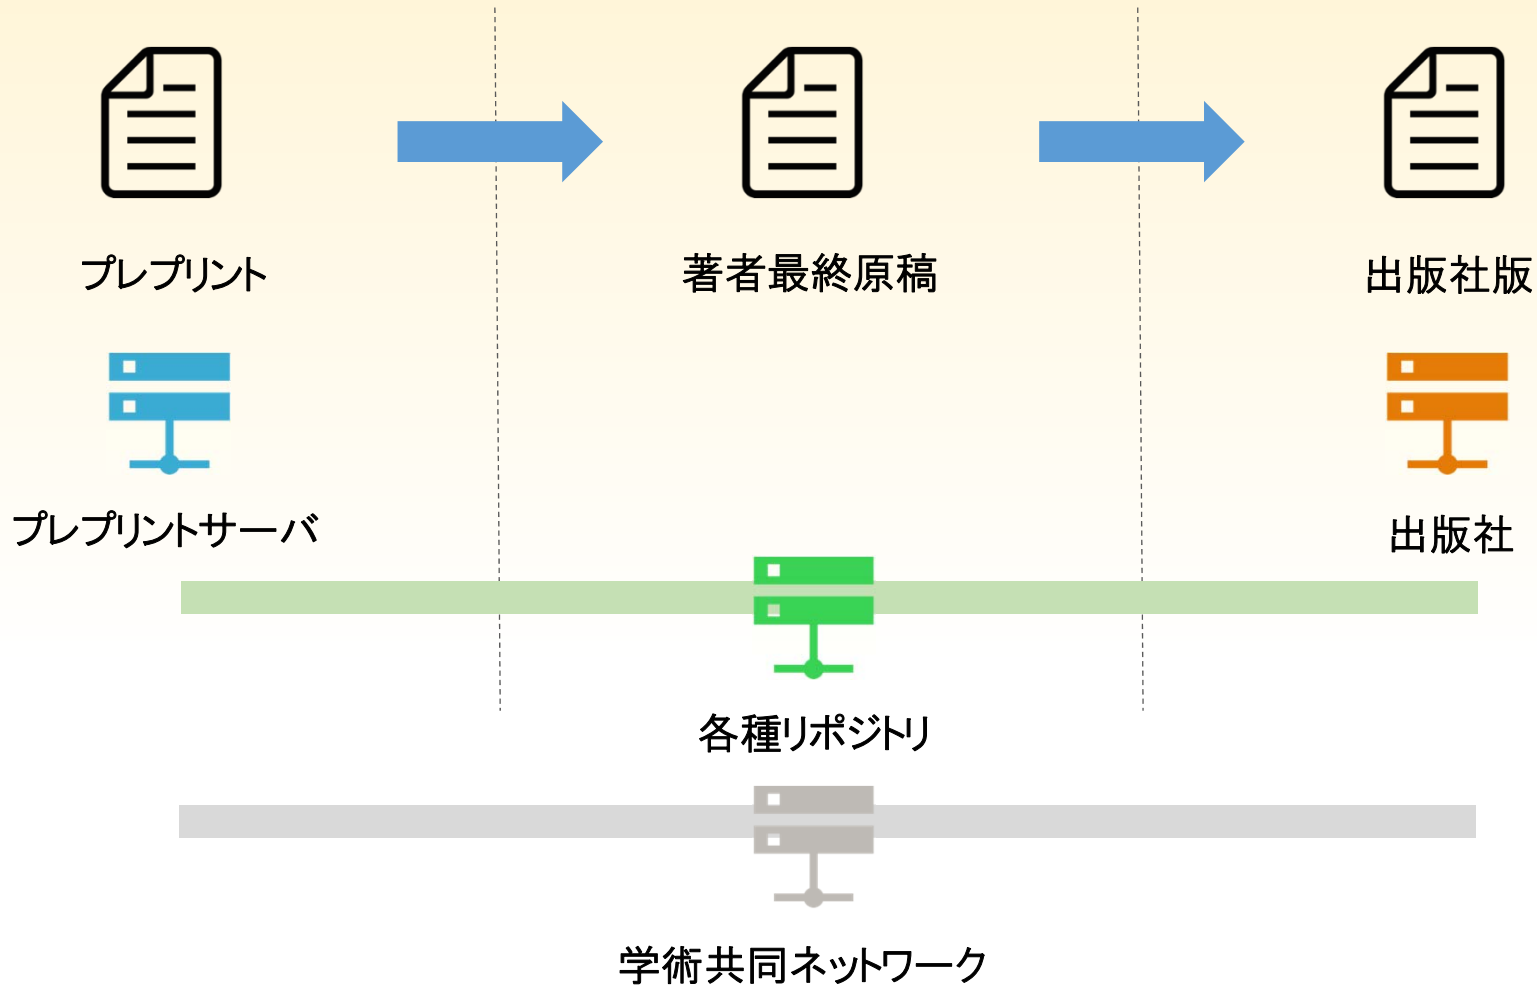 プレプリント
著者最終原稿
出版社版
プレプリントサーバ
出版社
各種リポジトリ
学術共同ネットワーク